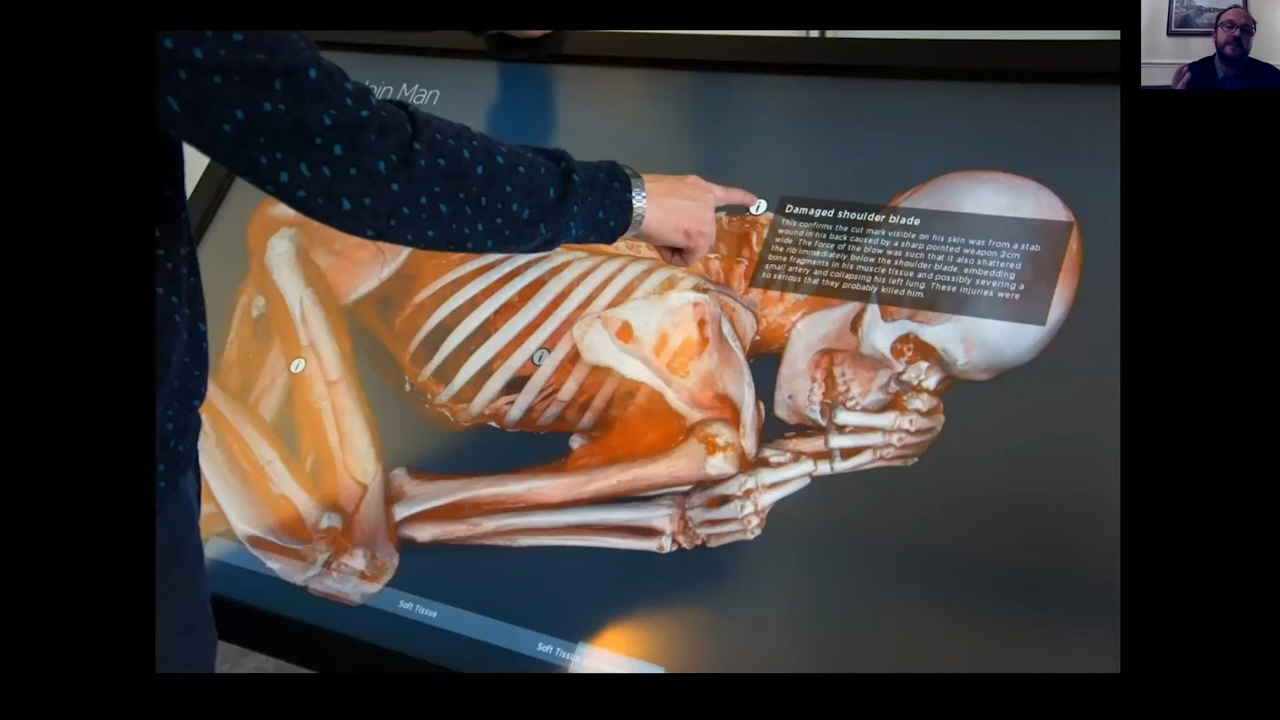 Man
Damaged shoulder blade
This confirms the cut mark visible on his skin was from a stab
wound in his back caused by a sharp pointed weapon 2cm
wide. The force of the blow was such that it also shattered
the rib immediately below the shoulder blade, embedding
bone fragments in his muscle tissue and possibly severing a
small artery and collapsing his left lung. These injuries were
so serious that they probably killed him.
i
i
i
Soft Tissue
Soft Tissue